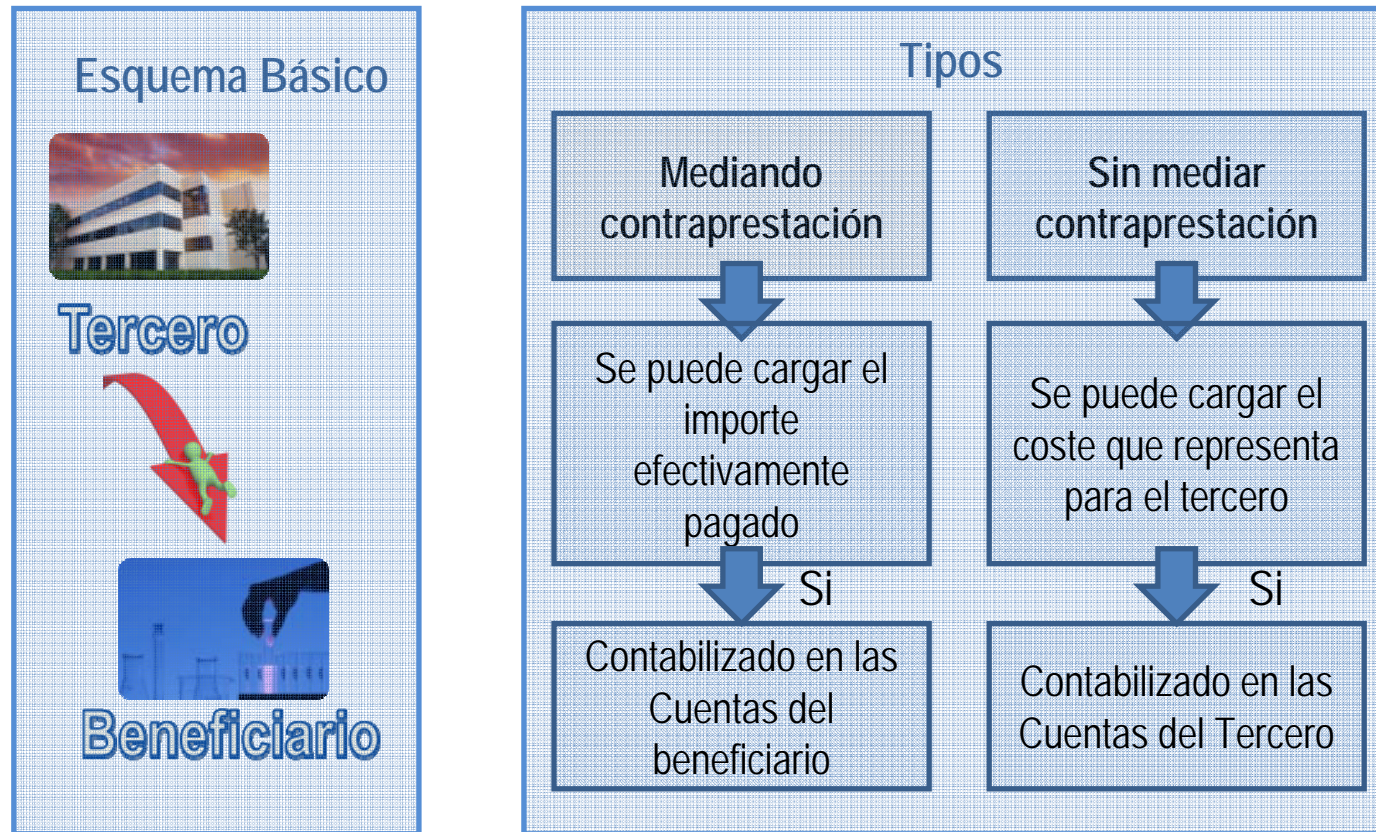 Esquema Básico
Tercero
Beneficiario
Tipos
Mediando
contraprestación
Se puede cargar el
importe
efectivamente
pagado
Si
Contabilizado en las
Cuentas del
beneficiario
Sin mediar
contraprestación
Se puede cargar el
coste que representa
para el tercero
Si
Contabilizado en las
Cuentas del Tercero